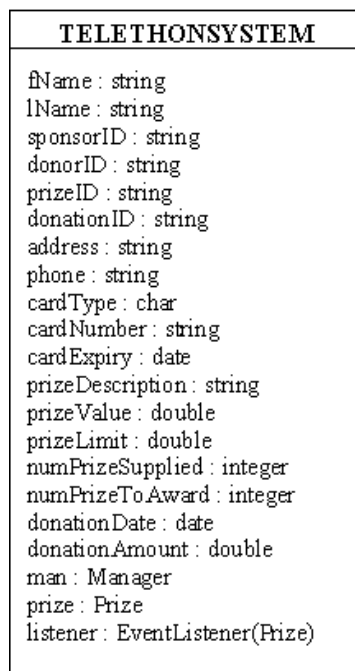 TELETHONSYSTEM
fName : string
lName : string
sponsorID : string
donorID : string
prizeID : string
donationID : string
address : string
phone : string
cardType : char
cardNumber : string
cardExpiry : date
prizeDescription : string
prizeValue : double
prizeLimit : double
numPrizeSupplied : integer
numPrizeToAward : integer
donationDate : date
donationAmount : double
man : Manager
prize : Prize
listener : EventListener(Prize)